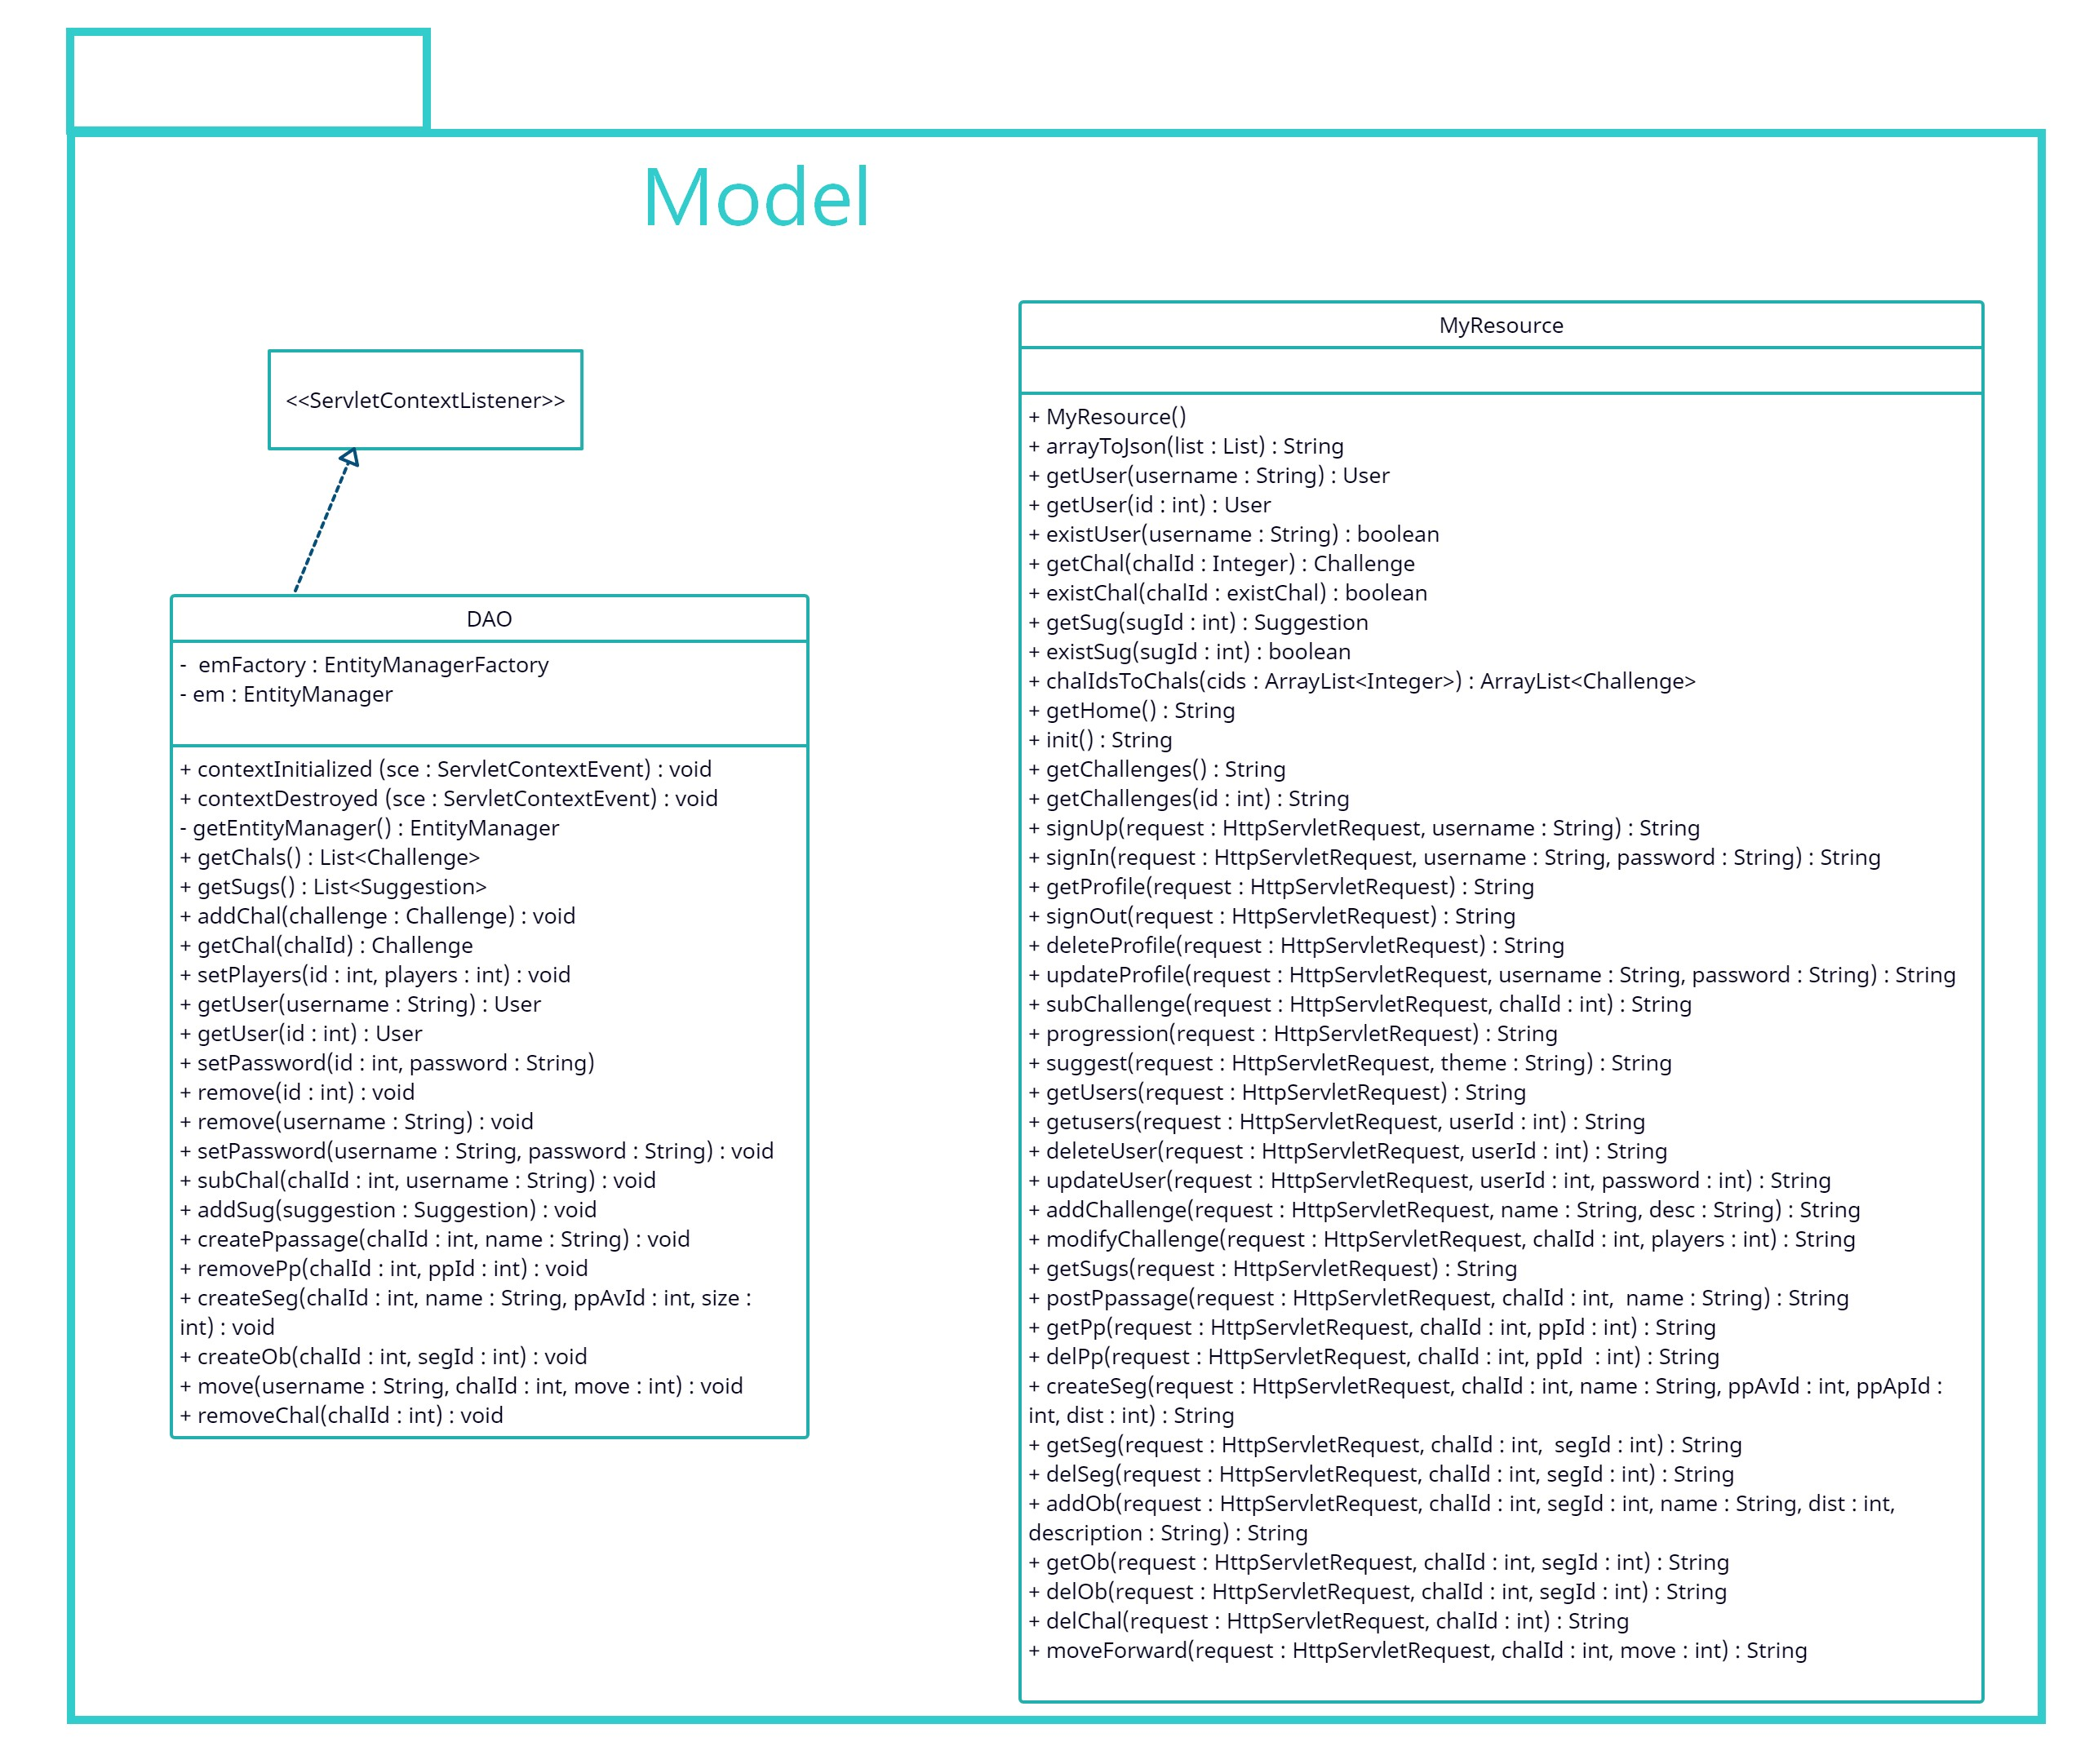 Model
<<ServletContextListener>>
DAO
-  emFactory : EntityManagerFactory
- em : EntityManager
+ contextInitialized (sce : ServletContextEvent) : void
+ contextDestroyed (sce : ServletContextEvent) : void
- getEntityManager() : EntityManager
+ getChals() : List<Challenge>
+ getSugs() : List<Suggestion>
+ addChal(challenge : Challenge) : void
+ getChal(chalId) : Challenge
+ setPlayers(id : int, players : int) : void
+ getUser(username : String) : User
+ getUser(id : int) : User
+ setPassword(id : int, password : String)
+ remove(id : int) : void
+ remove(username : String) : void
+ setPassword(username : String, password : String) : void
+ subChal(chalId : int, username : String) : void
+ addSug(suggestion : Suggestion) : void
+ createPpassage(chalId : int, name : String) : void
+ removePp(chalId : int, ppId : int) : void
+ createSeg(chalId : int, name : String, ppAvId : int, size :
int) : void
+ createOb(chalId : int, segId : int) : void
+ move(username : String, chalId : int, move : int) : void
+ removeChal(chalId : int) : void
MyResource
+ MyResource()
+ arrayToJson(list : List) : String
+ getUser(username : String) : User
+ getUser(id : int) : User
+ existUser(username : String) : boolean
+ getChal(chalId : Integer) : Challenge
+ existChal(chalId : existChal) : boolean
+ getSug(sugId : int) : Suggestion
+ existSug(sugId : int) : boolean
+ chalIdsToChals(cids : ArrayList<Integer>) : ArrayList<Challenge>
+ getHome() : String
+ init() : String
+ getChallenges() : String
+ getChallenges(id : int) : String
+ signUp(request : HttpServletRequest, username : String) : String
+ signIn(request : HttpServletRequest, username : String, password : String) : String
+ getProfile(request : HttpServletRequest) : String
+ signOut(request : HttpServletRequest) : String
+ deleteProfile(request : HttpServletRequest) : String
+ updateProfile(request : HttpServletRequest, username : String, password : String) : String
+ subChallenge(request : HttpServletRequest, chalId : int) : String
+ progression(request : HttpServletRequest) : String
+ suggest(request : HttpServletRequest, theme : String) : String
+ getUsers(request : HttpServletRequest) : String
+ getusers(request : HttpServletRequest, userId : int) : String
+ deleteUser(request : HttpServletRequest, userId : int) : String
+ updateUser(request : HttpServletRequest, userId : int, password : int) : String
+ addChallenge(request : HttpServletRequest, name : String, desc : String) : String
+ modifyChallenge(request : HttpServletRequest, chalId : int, players : int) : String
+ getSugs(request : HttpServletRequest) : String
+ postPpassage(request : HttpServletRequest, chalId : int,  name : String) : String
+ getPp(request : HttpServletRequest, chalId : int, ppId : int) : String
+ delPp(request : HttpServletRequest, chalId : int, ppId  : int) : String
+ createSeg(request : HttpServletRequest, chalId : int, name : String, ppAvId : int, ppApId :
int, dist : int) : String
+ getSeg(request : HttpServletRequest, chalId : int,  segId : int) : String
+ delSeg(request : HttpServletRequest, chalId : int, segId : int) : String
+ addOb(request : HttpServletRequest, chalId : int, segId : int, name : String, dist : int,
description : String) : String
+ getOb(request : HttpServletRequest, chalId : int, segId : int) : String
+ delOb(request : HttpServletRequest, chalId : int, segId : int) : String
+ delChal(request : HttpServletRequest, chalId : int) : String
+ moveForward(request : HttpServletRequest, chalId : int, move : int) : String